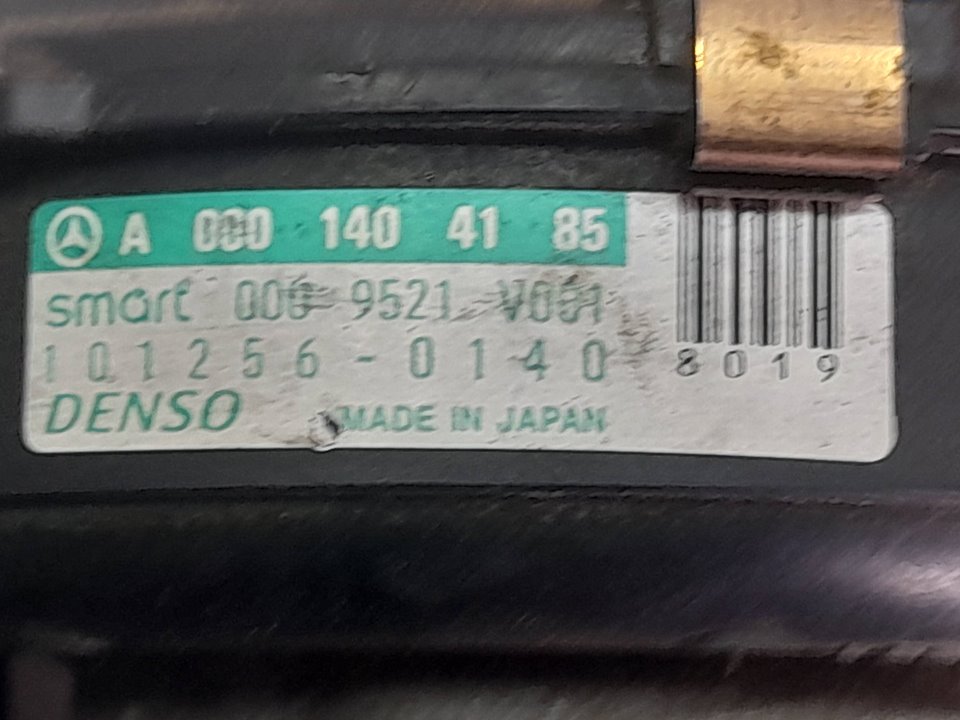 A 000 140 41 85
smart 000 9521 V001
101256-0140
DENSO MADE IN JAPAN
8019